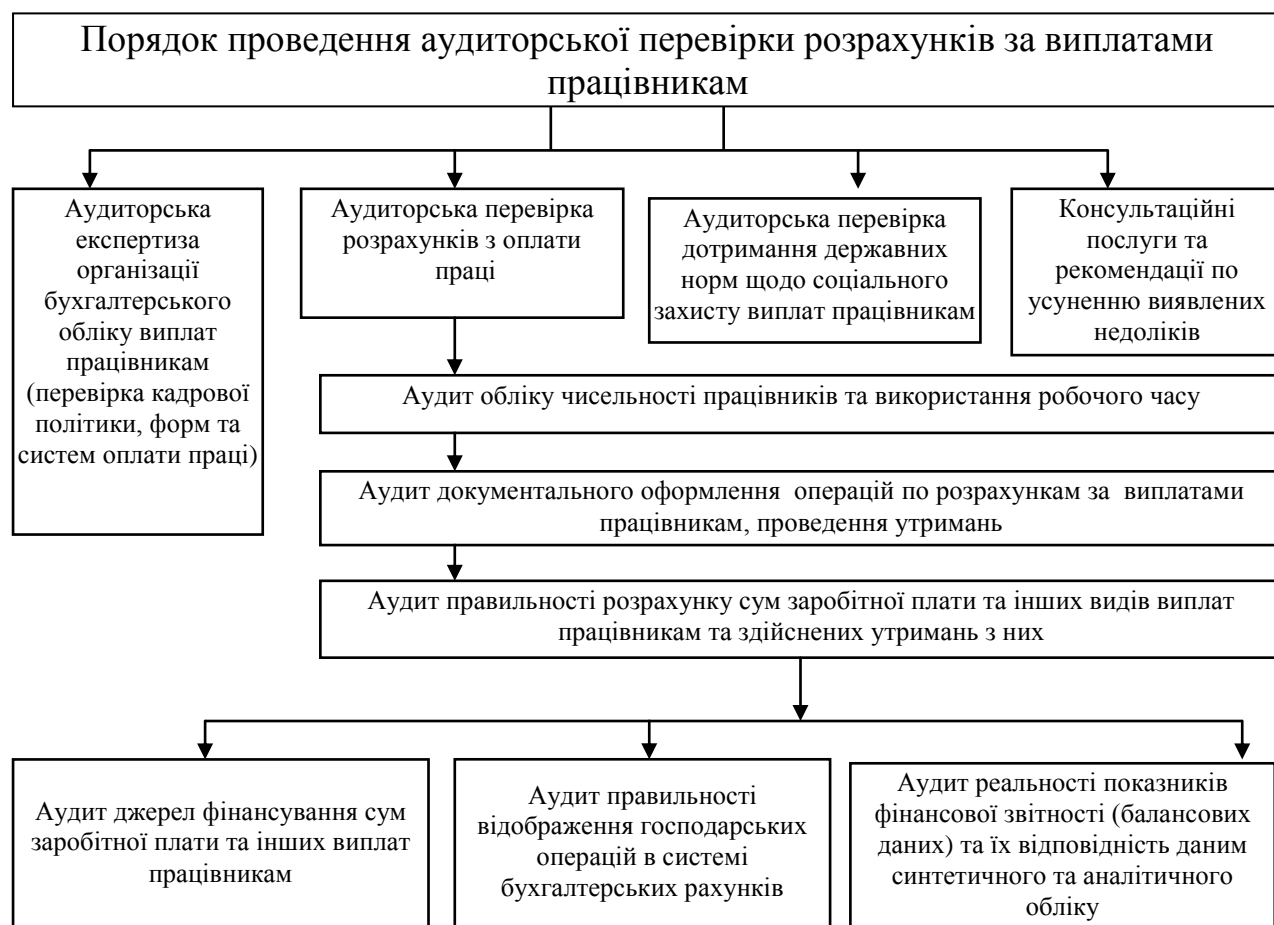 Порядок проведення аудиторської перевірки розрахунків за виплатами
працівникам
Аудиторська
експертиза
організації
бухгалтерського
обліку виплат
працівникам
(перевірка кадрової
політики, форм та
систем оплати праці)
Аудиторська перевірка
розрахунків з оплати
праці
Аудиторська перевірка
дотримання державних
норм щодо соціального
захисту виплат працівникам
Консультаційні
послуги та
рекомендації по
усуненню виявлених
недоліків
Аудит обліку чисельності працівників та використання робочого часу
Аудит документального оформлення операцій по розрахункам за виплатами
працівникам, проведення утримань
Аудит правильності розрахунку сум заробітної плати та інших видів виплат
працівникам та здійснених утримань з них
Аудит джерел фінансування сум
заробітної плати та інших виплат
працівникам
Аудит правильності
відображення господарських
операцій в системі
бухгалтерських рахунків
Аудит реальності показників
фінансової звітності (балансових
даних) та їх відповідність даним
синтетичного та аналітичного
обліку